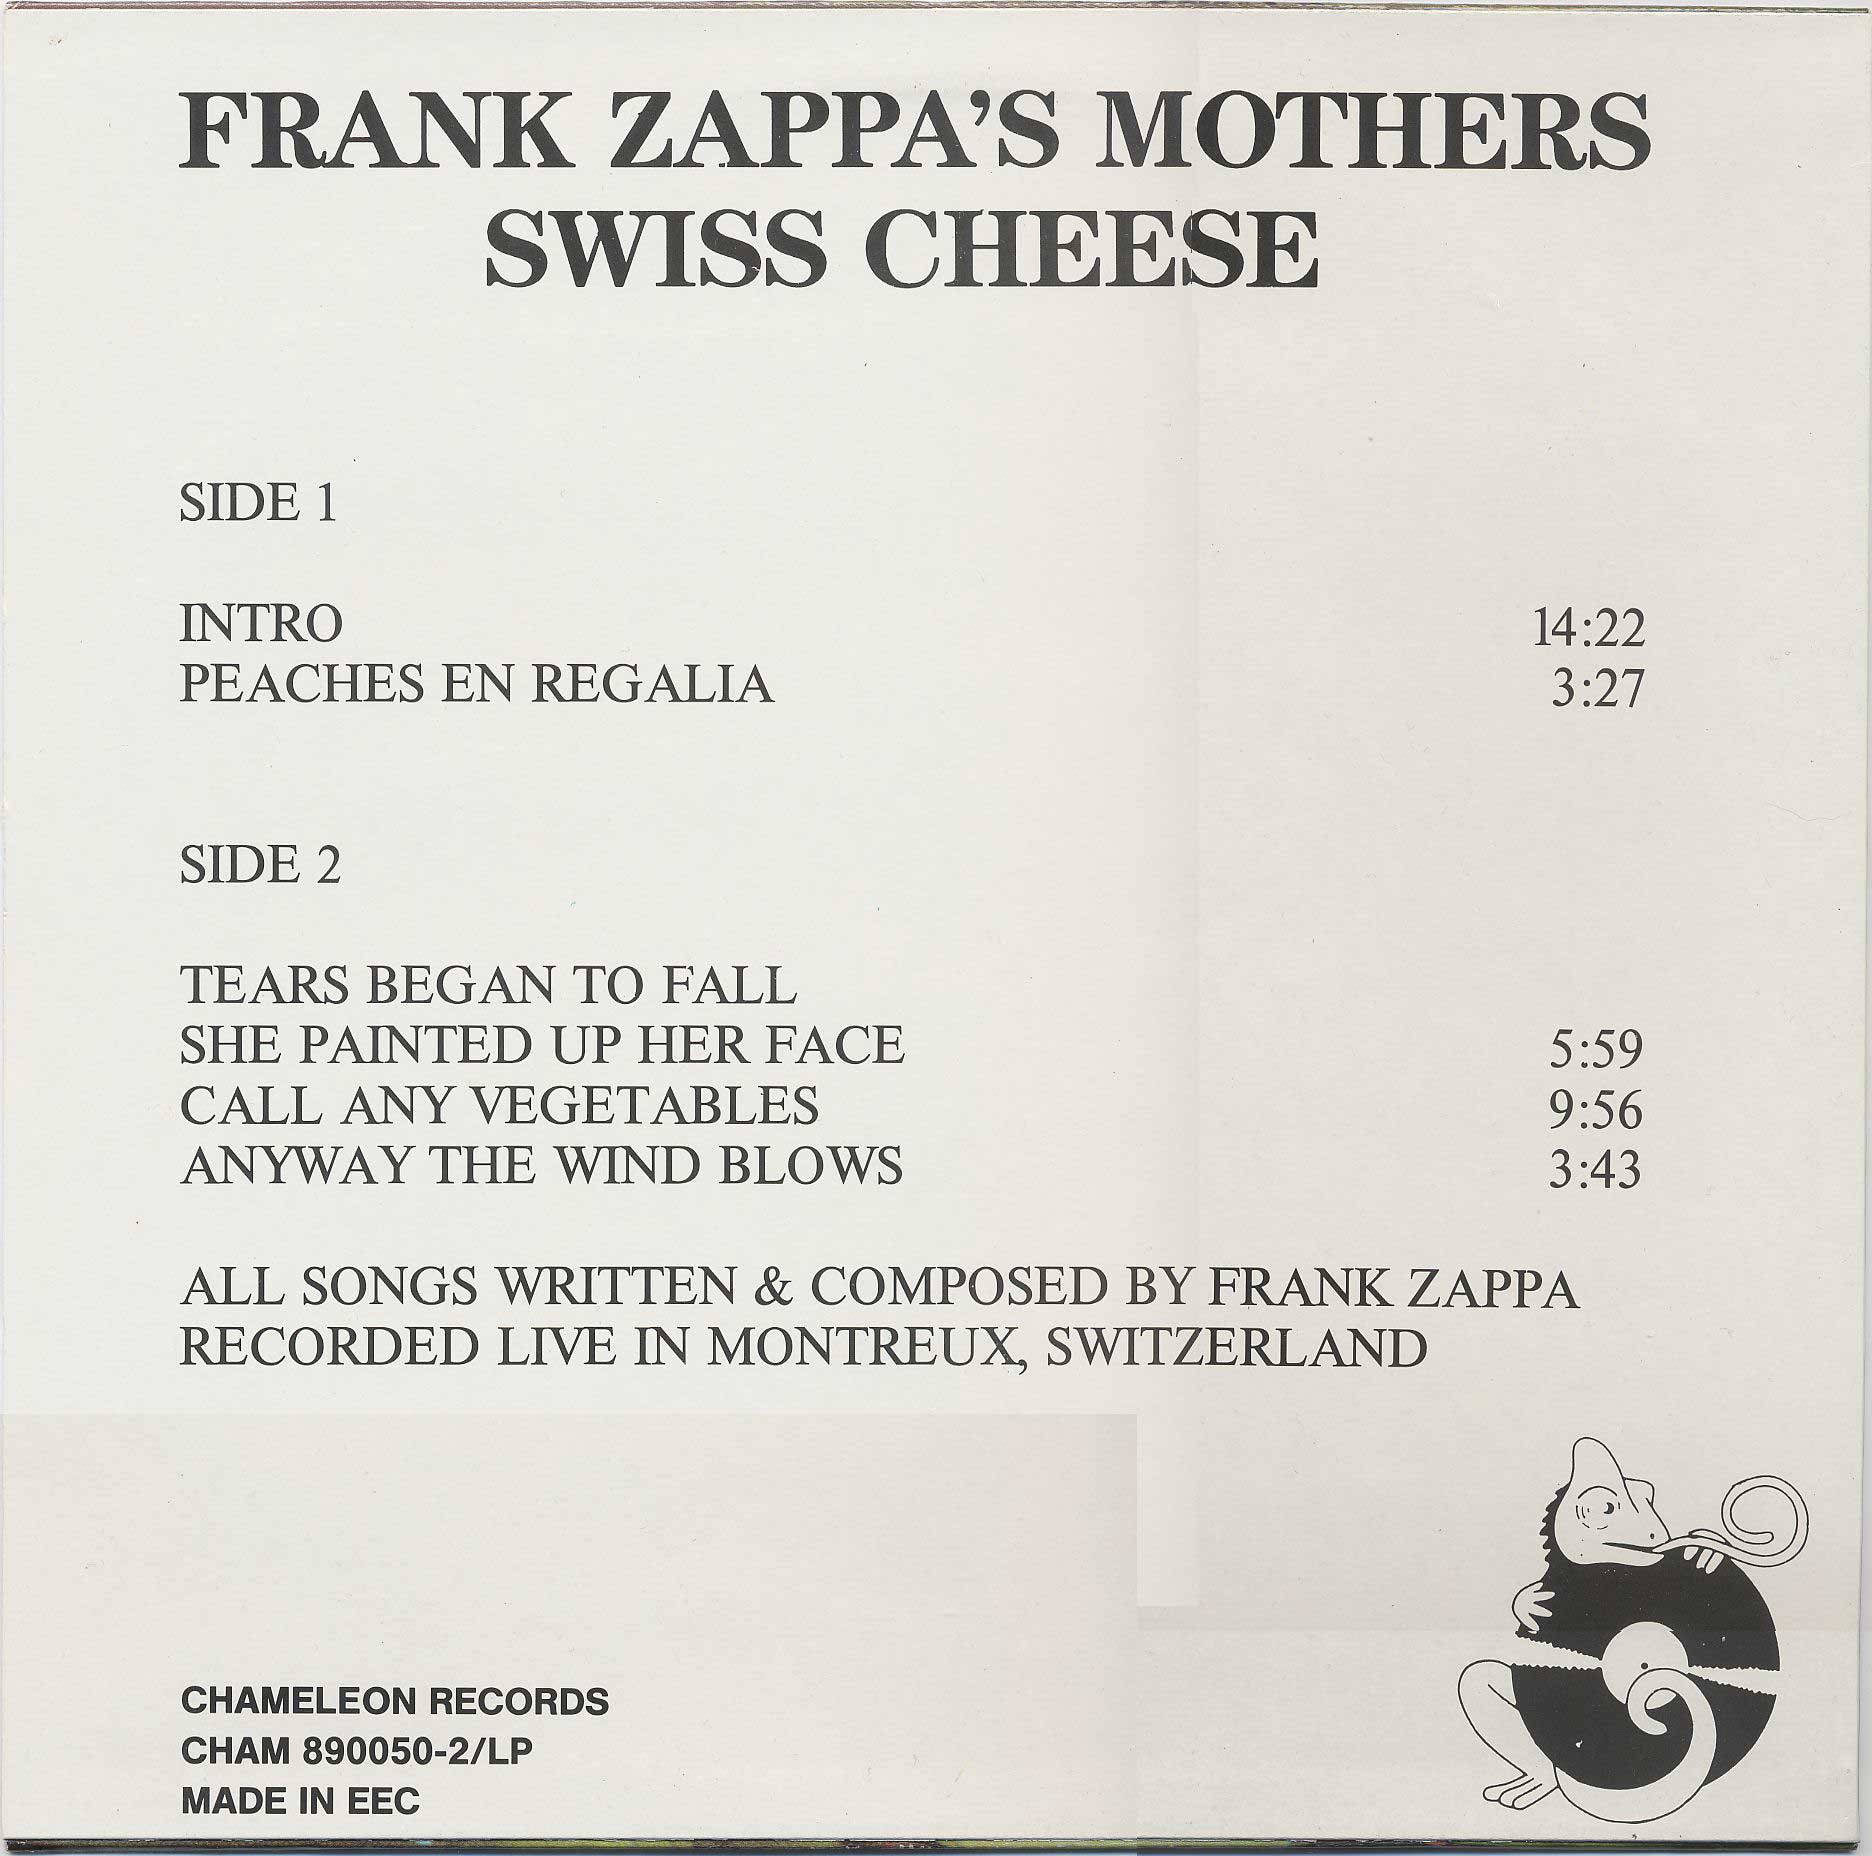 FRANK ZAPPA'S MOTHERS
SWISS CHEESE
SIDE 1
INTRO 14:22
PEACHES EN REGALIA 3:27
SIDE 2
TEARS BEGAN TO FALL
SHE PAINTED UP HER FACE 5:59
CALL ANY VEGETABLES 9:56
ANYWAY THE WIND BLOWS 3:43
ALL SONGS WRITTEN & COMPOSED BY FRANK ZAPPA
RECORDED LIVE IN MONTREUX, SWITZERLAND
CHAMELEON RECORDS
CHAM 890050-2/LP
MADE IN EEC